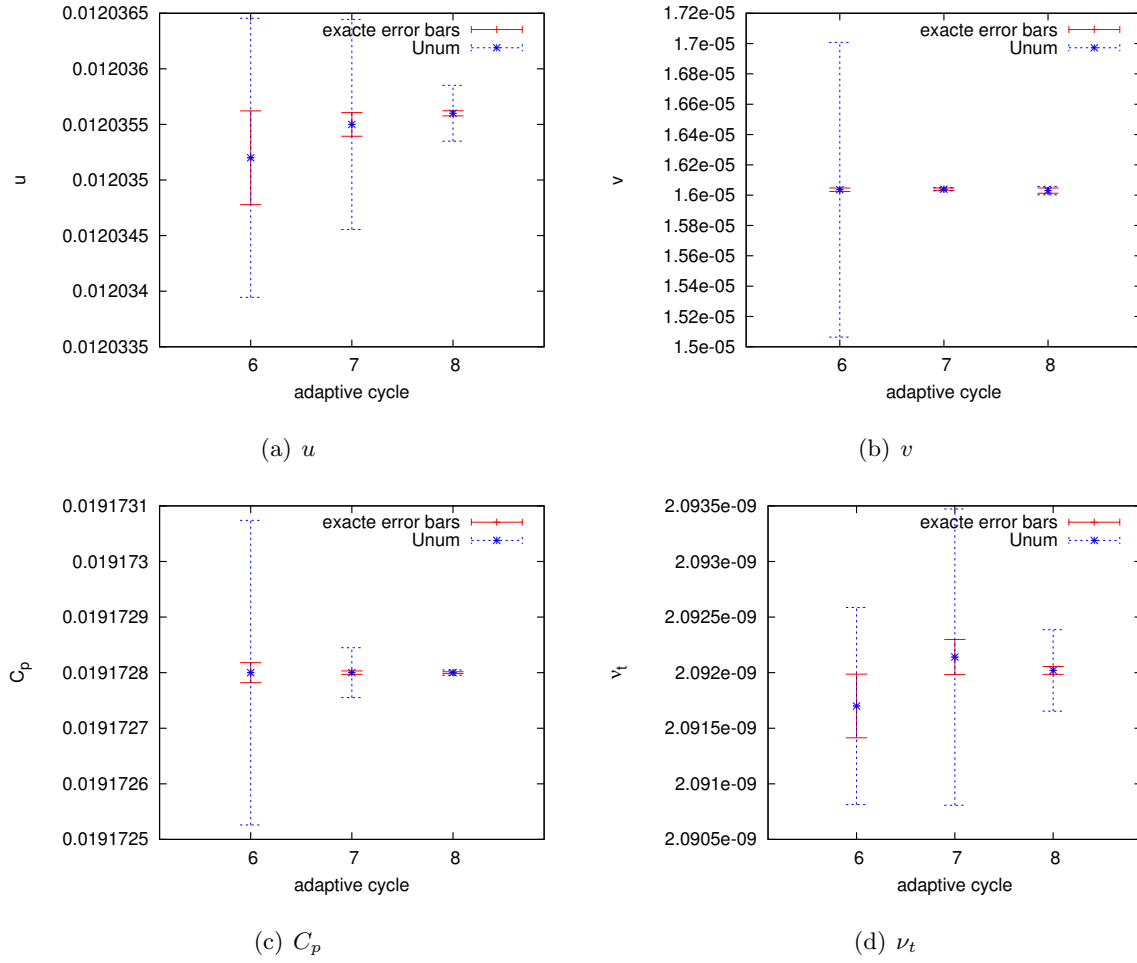 0.0120365
0.012036
0.0120355
0.012035
0.0120345
0.012034
0.0120335
u
exacte error bars
Unum
6 7 8
adaptive cycle
(a) u
1.72e-05
1.7e-05
1.68e-05
1.66e-05
1.64e-05
1.62e-05
1.6e-05
1.58e-05
1.56e-05
1.54e-05
1.52e-05
1.5e-05
v
exacte error bars
Unum
6 7 8
adaptive cycle
(b) v
0.0191731
0.019173
0.0191729
0.0191728
0.0191727
0.0191726
0.0191725
Cp
exacte error bars
Unum
6 7 8
adaptive cycle
(c) Cp
2.0935e-09
2.093e-09
2.0925e-09
2.092e-09
2.0915e-09
2.091e-09
2.0905e-09
νt
exacte error bars
Unum
6 7 8
adaptive cycle
(d) νt